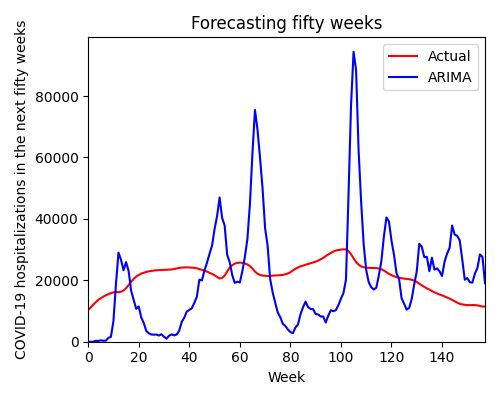 Forecasting fifty weeks
COVID-19 hospitalizations in the next fifty weeks
Actual
ARIMA
80000
60000
40000
20000
0
0 20 40 60 80 100 120 140
Week